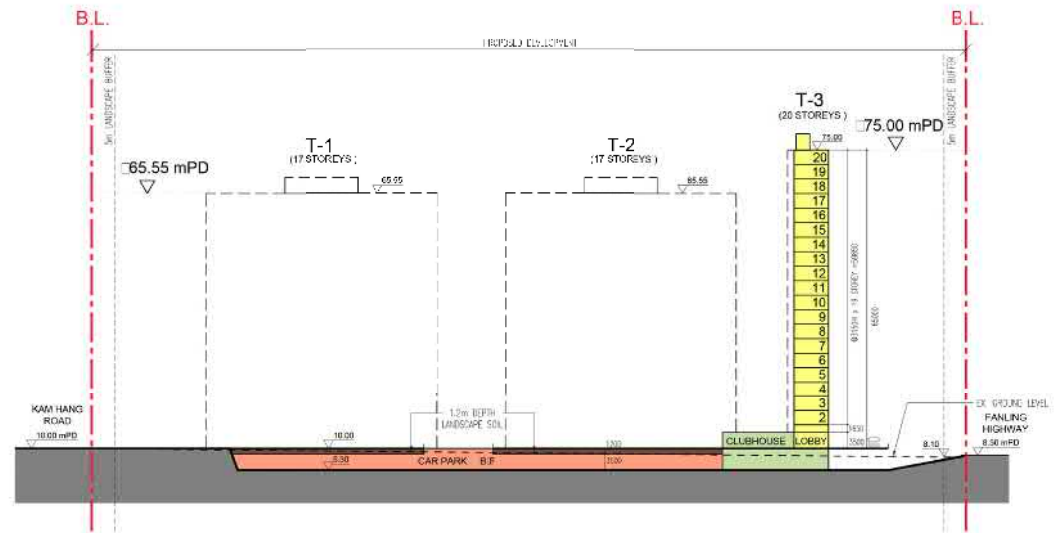 B.L.
B.L.
PROPOSED DEVELOPMENT
5m LANDSCAPE BUFFER
5m LANDSCAPE BUFFER
T-3
(20 STOREYS)
75.00 mPD
75.00
T-1
(17 STOREYS)
T-2
(17 STOREYS)
65.55 mPD
65.55
65.55
20
19
18
17
16
15
14
13
12
11
10
9
8
7
6
5
4
3
2
65000
1.2m DEPTH
LANDSCAPE SOIL
EX. GROUND LEVEL
KAM HANG
ROAD
10.00 mPD
FANLING
HIGHWAY
8.50 mPD
10.00
CLUBHOUSE
LOBBY
3500
8.10
CAR PARK